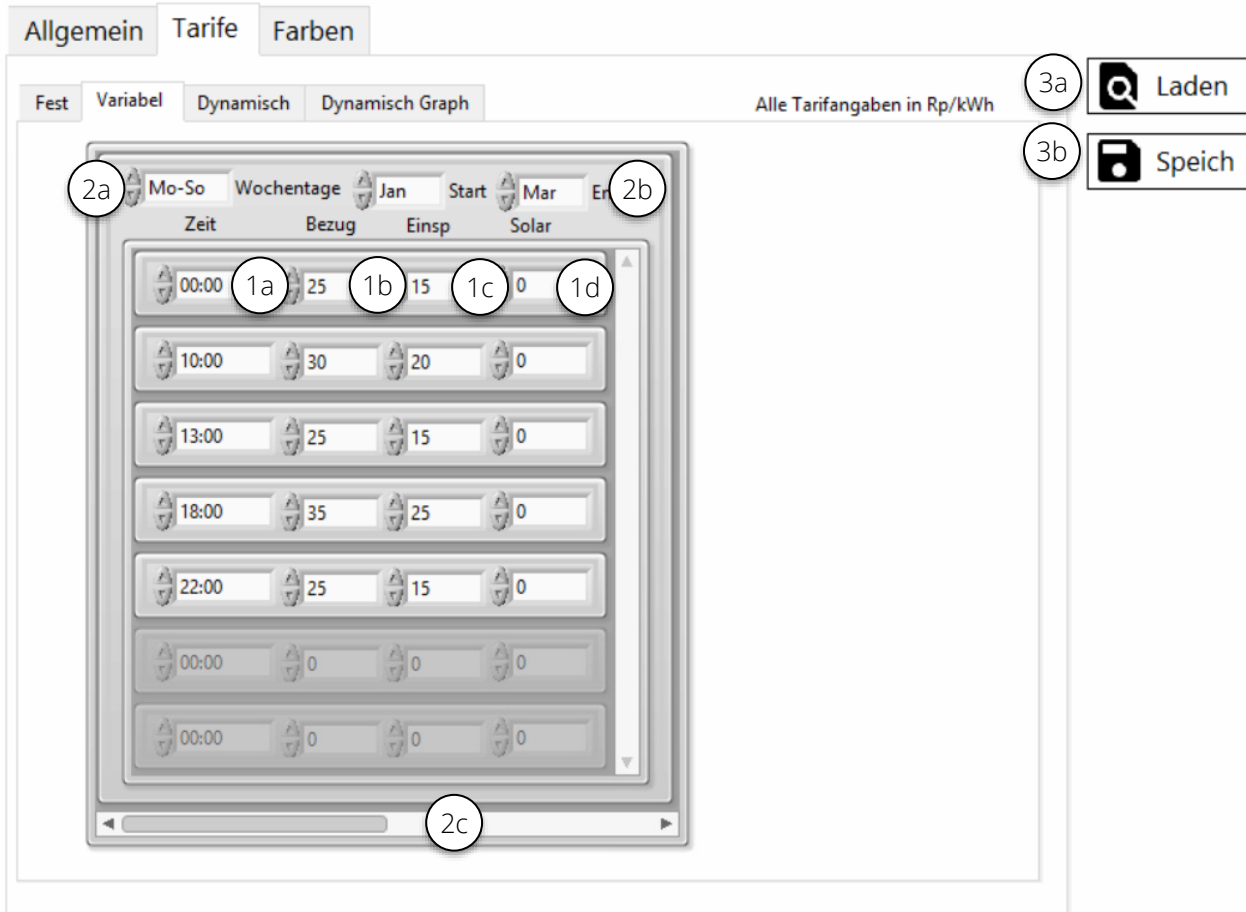 Allgemein Tarife Farben
3a Laden
Fest Variabel Dynamisch Dynamisch Graph Alle Tarifangaben in Rp/kWh
3b Speich
2a Mo-So Wochentage Jan Start Mar En 2b
Zeit Bezug Einsp Solar
00:00 1a 25 1b 15 1c 0 1d
10:00 30 20 0
13:00 25 15 0
18:00 35 25 0
22:00 25 15 0
00:00 0 0 0
00:00 0 0 0
2c